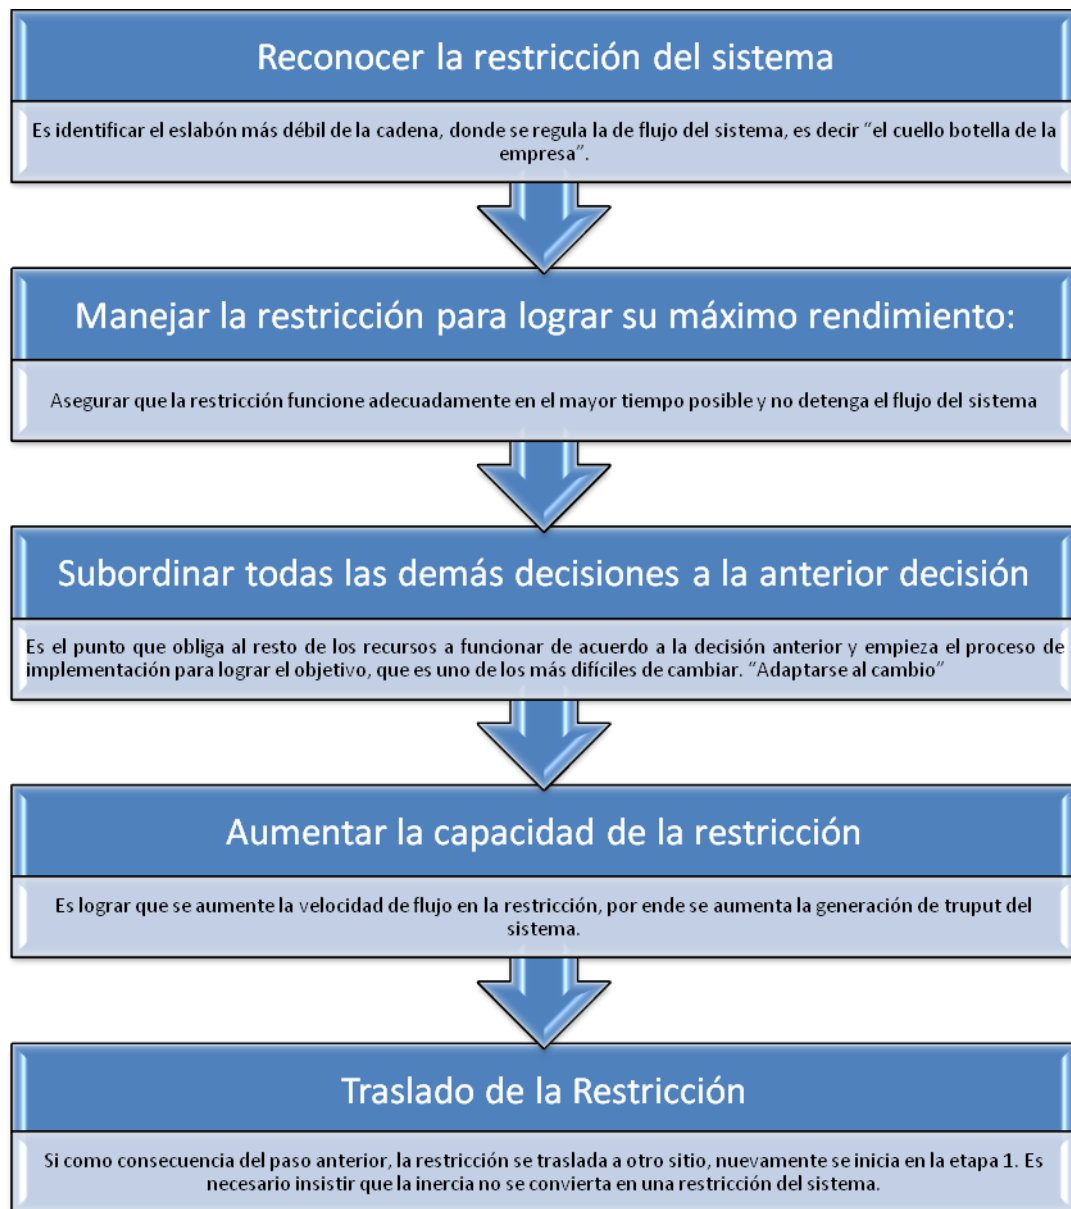 Reconocer la restricción del sistema
Es identificar el eslabón más débil de la cadena, donde se regula la de flujo del sistema, es decir “el cuello botella de la
empresa”.
Manejar la restricción para lograr su máximo rendimiento:
Asegurar que la restricción funcione adecuadamente en el mayor tiempo posible y no detenga el flujo del sistema
Subordinar todas las demás decisiones a la anterior decisión
Es el punto que obliga al resto de los recursos a funcionar de acuerdo a la decisión anterior y empieza el proceso de
implementación para lograr el objetivo, que es uno de los más difíciles de cambiar. “Adaptarse al cambio”
Aumentar la capacidad de la restricción
Es lograr que se aumente la velocidad de flujo en la restricción, por ende se aumenta la generación de truput del
sistema.
Traslado de la Restricción
Si como consecuencia del paso anterior, la restricción se traslada a otro sitio, nuevamente se inicia en la etapa 1. Es
necesario insistir que la inercia no se convierta en una restricción del sistema.